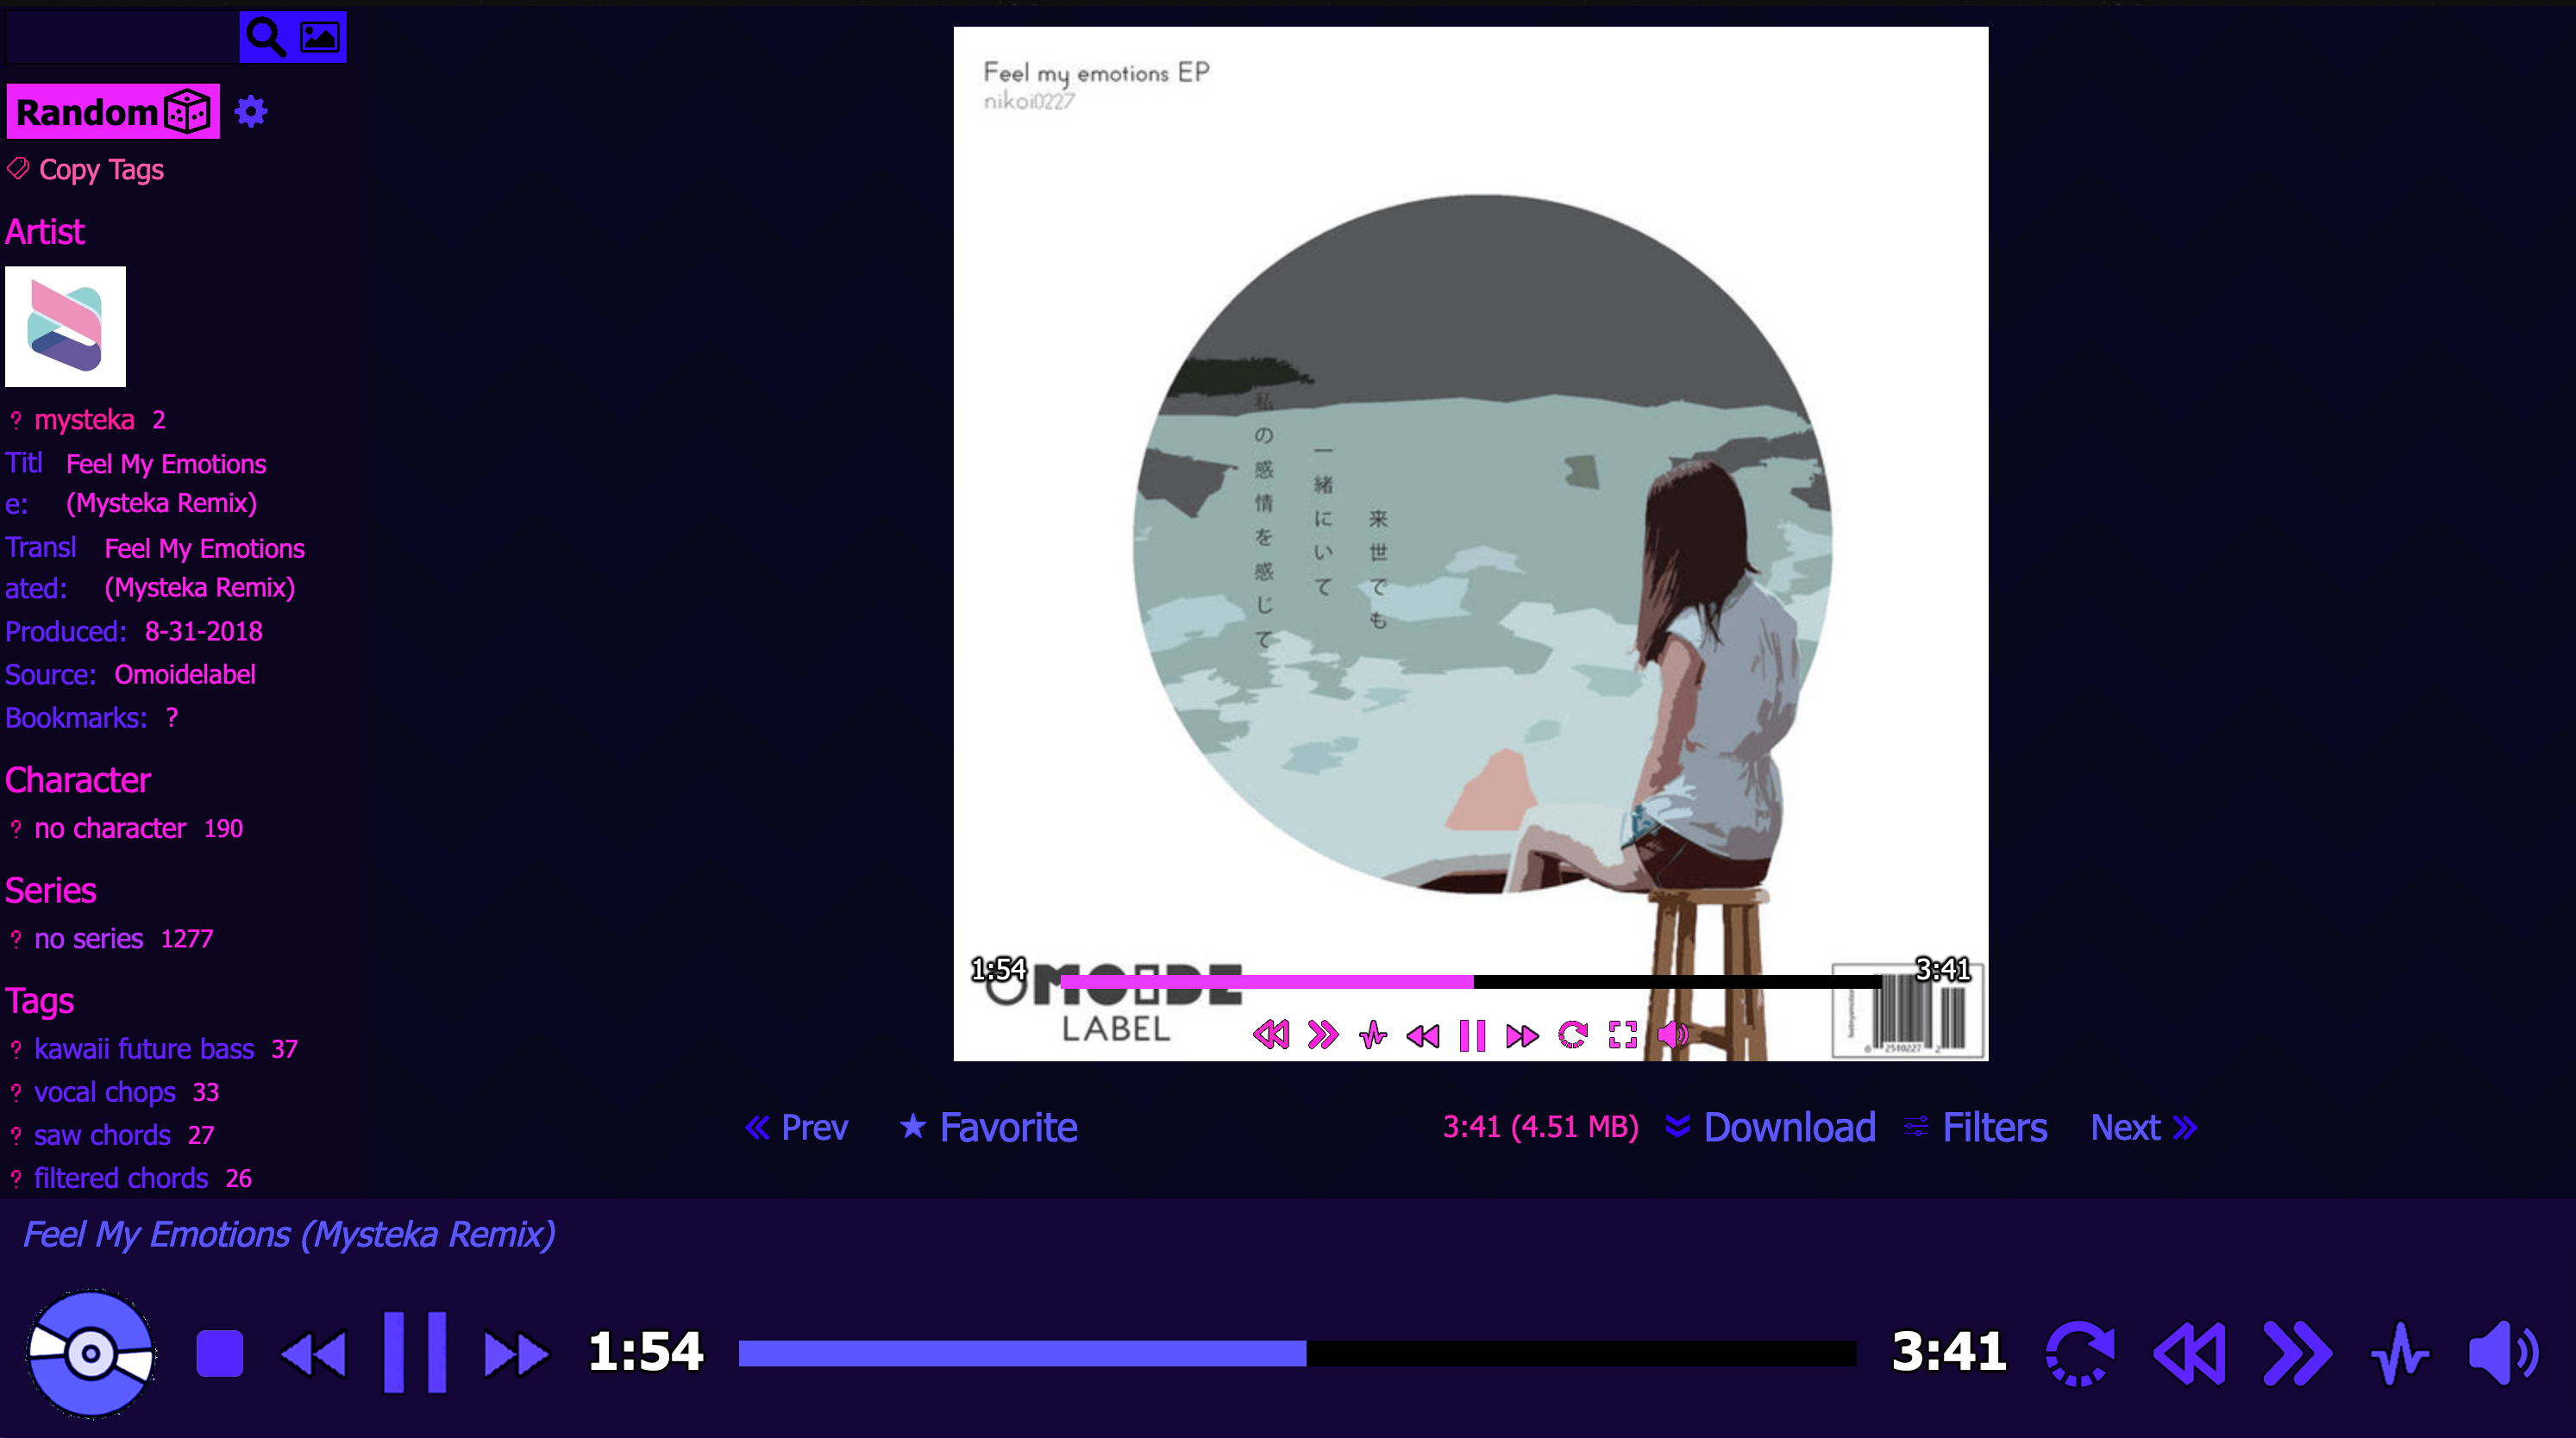 Random
Copy Tags
Artist
? mysteka 2
Title: Feel My Emotions
(Mysteka Remix)
Translated: Feel My Emotions
(Mysteka Remix)
Produced: 8-31-2018
Source: Omoidelabel
Bookmarks: ?
Character
? no character 190
Series
? no series 1277
Tags
? kawaii future bass 37
? vocal chops 33
? saw chords 27
? filtered chords 26
Feel my emotions EP
nikoi0227
来世でも
一緒にいて
私の感情を感じて
1:54
3:41
OMOIDE
LABEL
Prev
Favorite
3:41 (4.51 MB)
Download
Filters
Next
Feel My Emotions (Mysteka Remix)
1:54
3:41